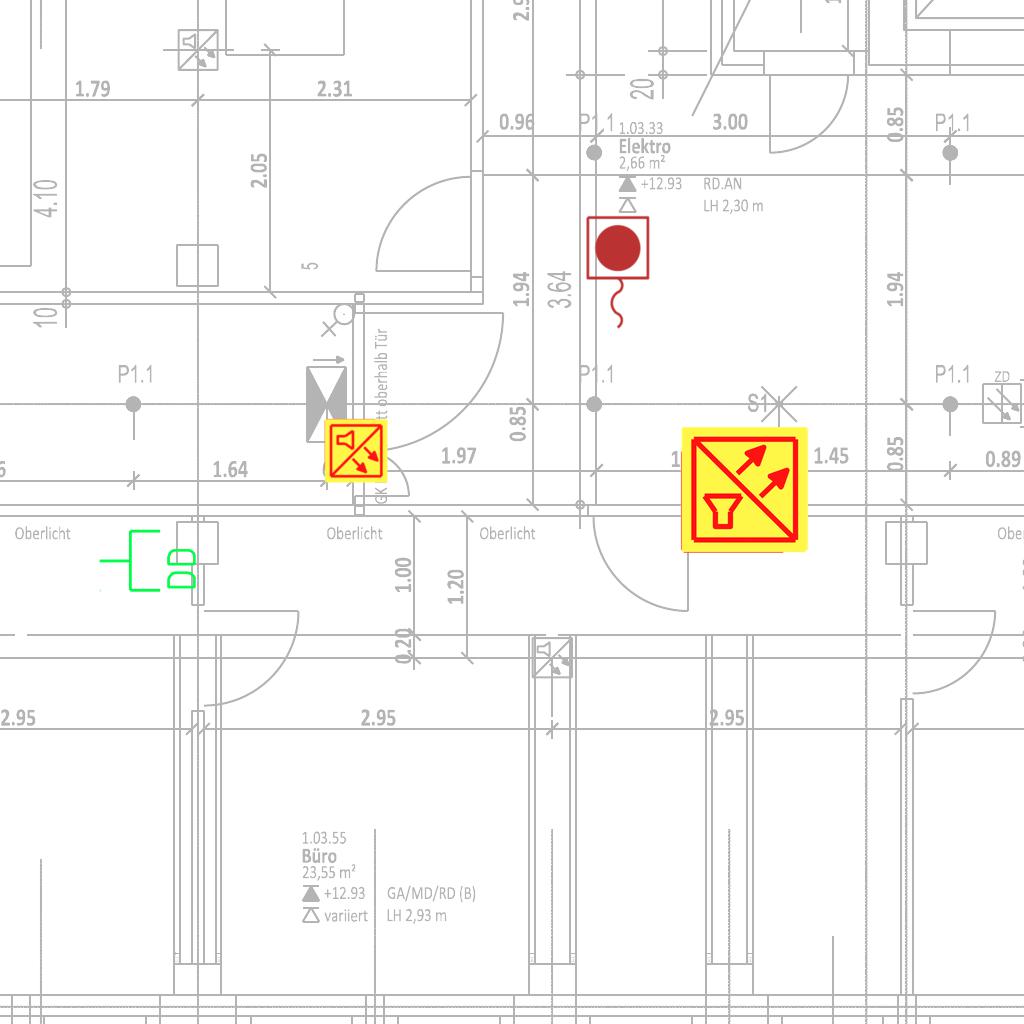 2.9
1.79
2.31
20
0.96
P1.1
1.03.33
3.00
0.85
P1.1
Elektro
2,66 m²
2.05
4.10
+12.93 RD.AN
LH 2,30 m
5
1.94
3.64
1.94
10
P1.1
P1.1
P1.1
ZD
S1
tt oberhalb Tür
0.85
0.85
1.64
1.97
1.45
0.89
GK
Oberlicht
Oberlicht
Oberlicht
Ober
DD
1.00
1.20
0.20
2.95
2.95
2.95
1.03.55
Büro
23,55 m²
+12.93 GA/MD/RD (B)
variiert LH 2,93 m